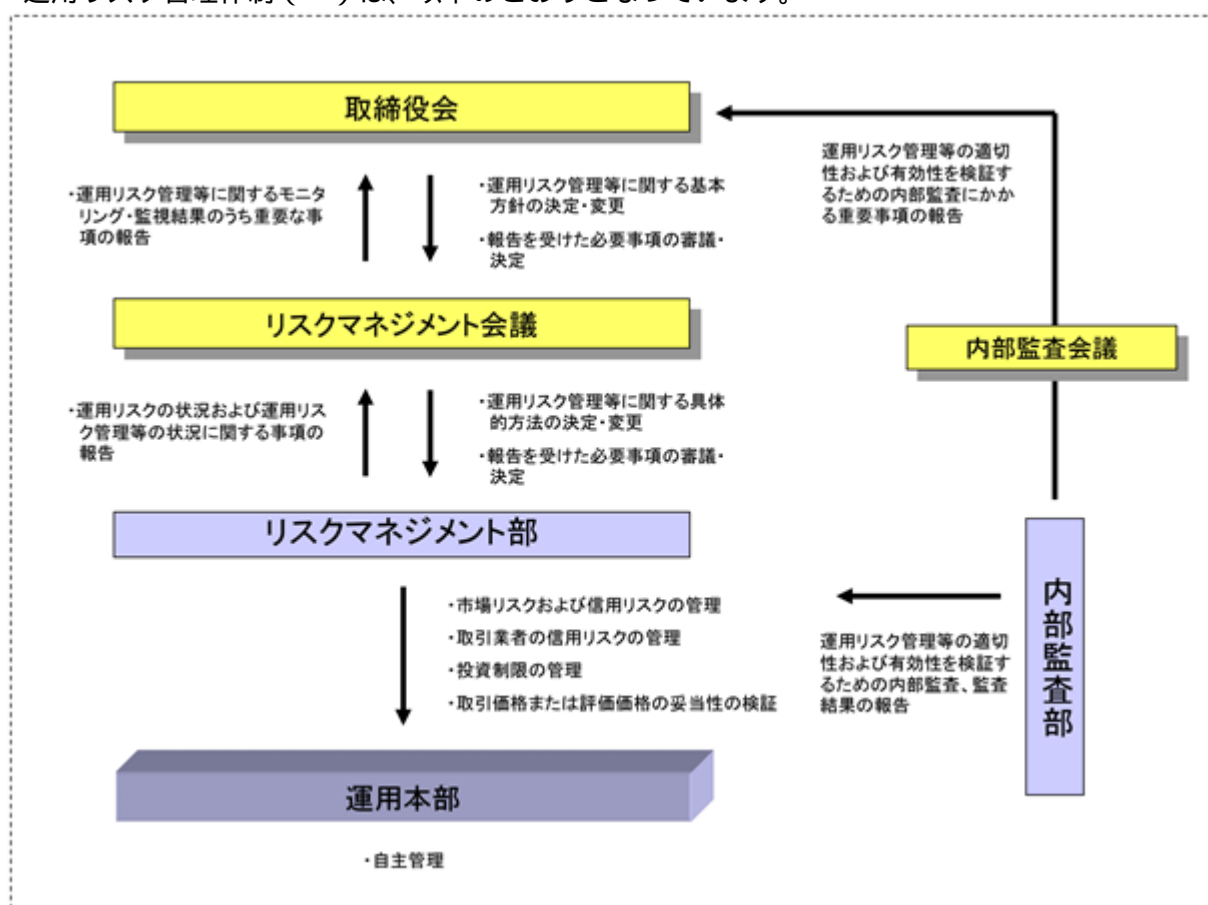 取締役会
・運用リスク管理等に関するモニ
タリング・監視結果のうち重要な事
項の報告
・運用リスク管理等に関する基本
方針の決定・変更
・報告を受けた必要事項の審議・
決定
運用リスク管理等の適切
性および有効性を検証す
るための内部監査にかか
る重要事項の報告
リスクマネジメント会議
内部監査会議
・運用リスクの状況および運用リス
ク管理等の状況に関する事項の
報告
・運用リスク管理等に関する具体
的方法の決定・変更
・報告を受けた必要事項の審議・
決定
リスクマネジメント部
・市場リスクおよび信用リスクの管理
・取引業者の信用リスクの管理
・投資制限の管理
・取引価格または評価価格の妥当性の検証
運用リスク管理等の適切
性および有効性を検証す
るための内部監査、監査
結果の報告
内部監査部
運用本部
・自主管理